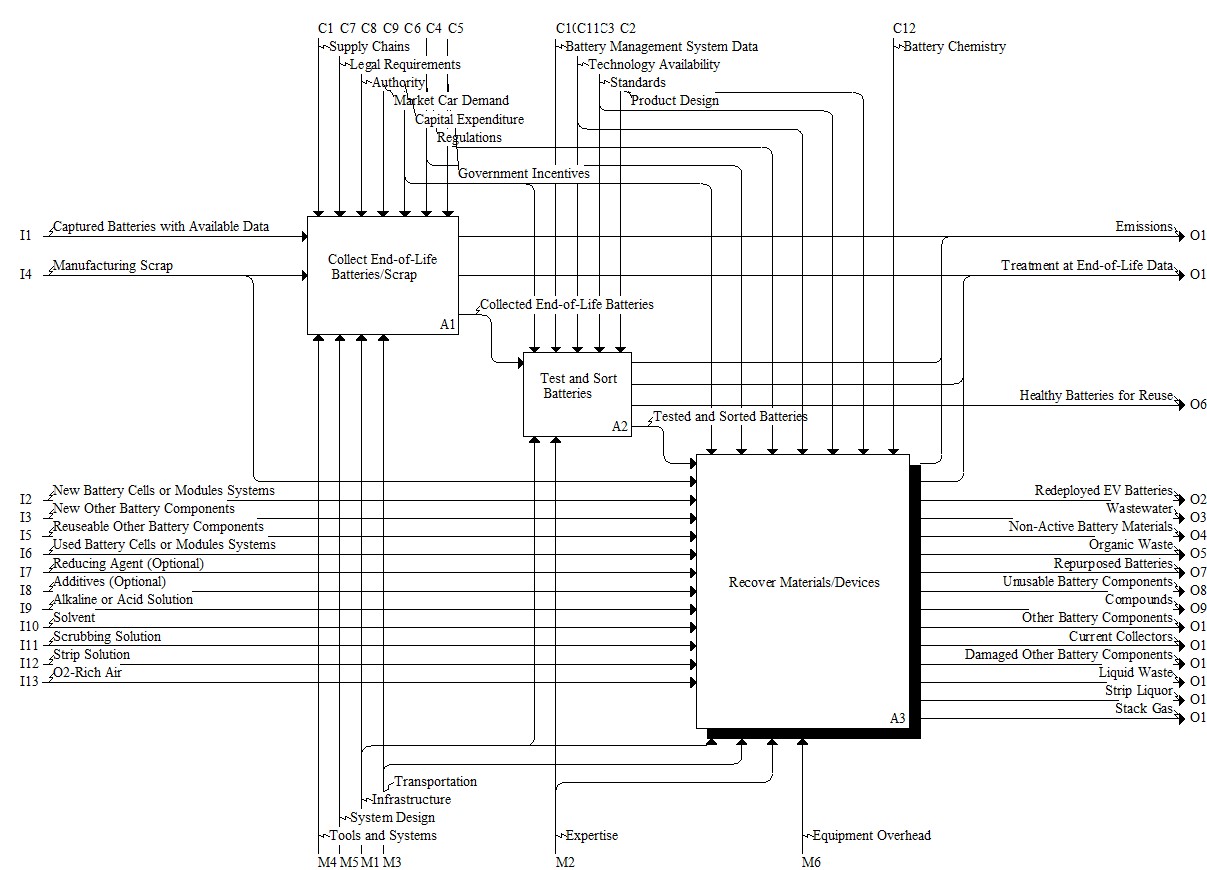 C1 C7 C8 C9 C6 C4 C5 C1(C11C3 C2 C12
Supply Chains
Battery Management System Data
Battery Chemistry
Legal Requirements
Technology Availability
Authority
Standards
Market Car Demand
Product Design
Capital Expenditure
Regulations
Government Incentives
I1 Captured Batteries with Available Data
Emissions O1
Collect End-of-Life
Batteries/Scrap
A1
I4 Manufacturing Scrap
Treatment at End-of-Life Data O1
Collected End-of-Life Batteries
Test and Sort
Batteries
A2
Healthy Batteries for Reuse O6
Tested and Sorted Batteries
I2 New Battery Cells or Modules Systems
I3 New Other Battery Components
I5 Reuseable Other Battery Components
I6 Used Battery Cells or Modules Systems
I7 Reducing Agent (Optional)
I8 Additives (Optional)
I9 Alkaline or Acid Solution
I10 Solvent
I11 Scrubbing Solution
I12 Strip Solution
I13 O2-Rich Air
Recover Materials/Devices
A3
Redeployed EV Batteries O2
Wastewater O3
Non-Active Battery Materials O4
Organic Waste O5
Repurposed Batteries O7
Unusable Battery Components O8
Compounds O9
Other Battery Components O1
Current Collectors O1
Damaged Other Battery Components O1
Liquid Waste O1
Strip Liquor O1
Stack Gas O1
Transportation
Infrastructure
System Design
Tools and Systems
Expertise
Equipment Overhead
M4 M5 M1 M3 M2 M6